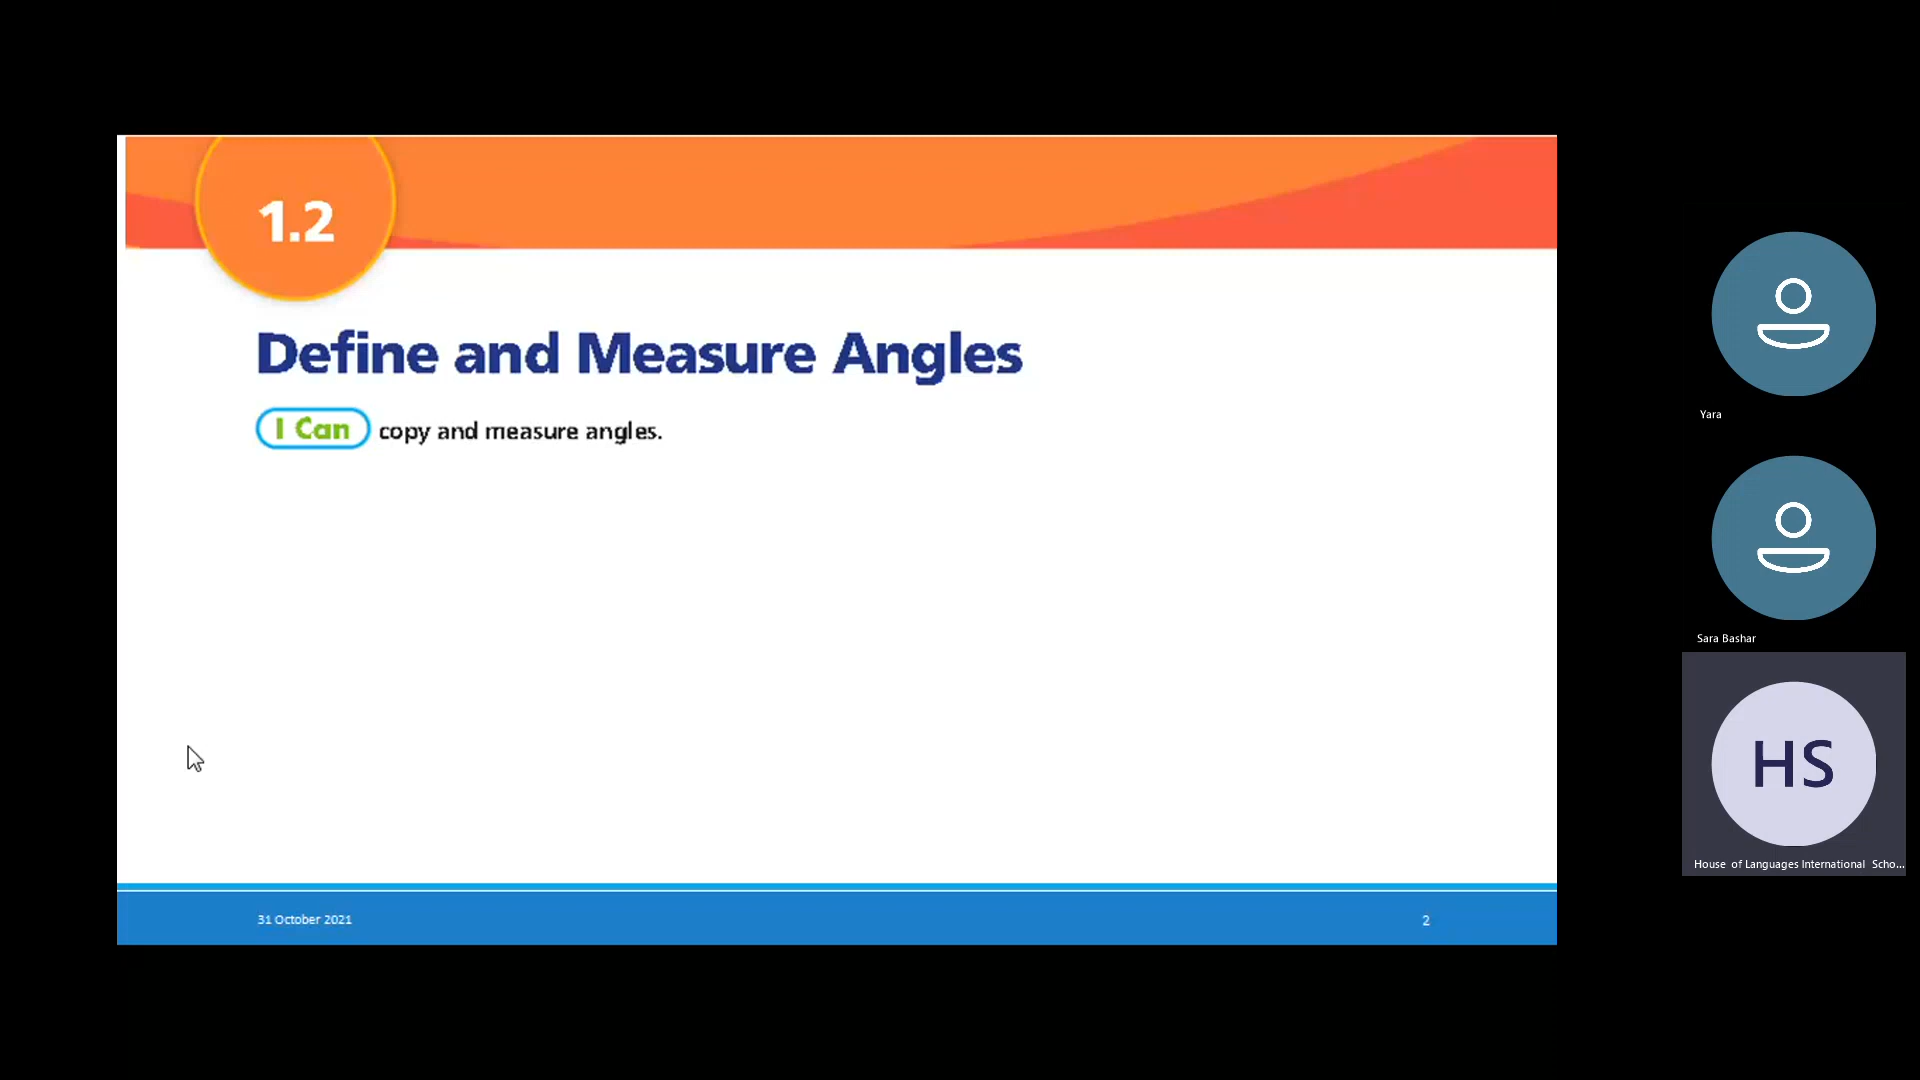 1.2
Define and Measure Angles
I Can copy and measure angles.
31 October 2021
2
Yara
Sara Bashar
HS
House of Languages International Scho...